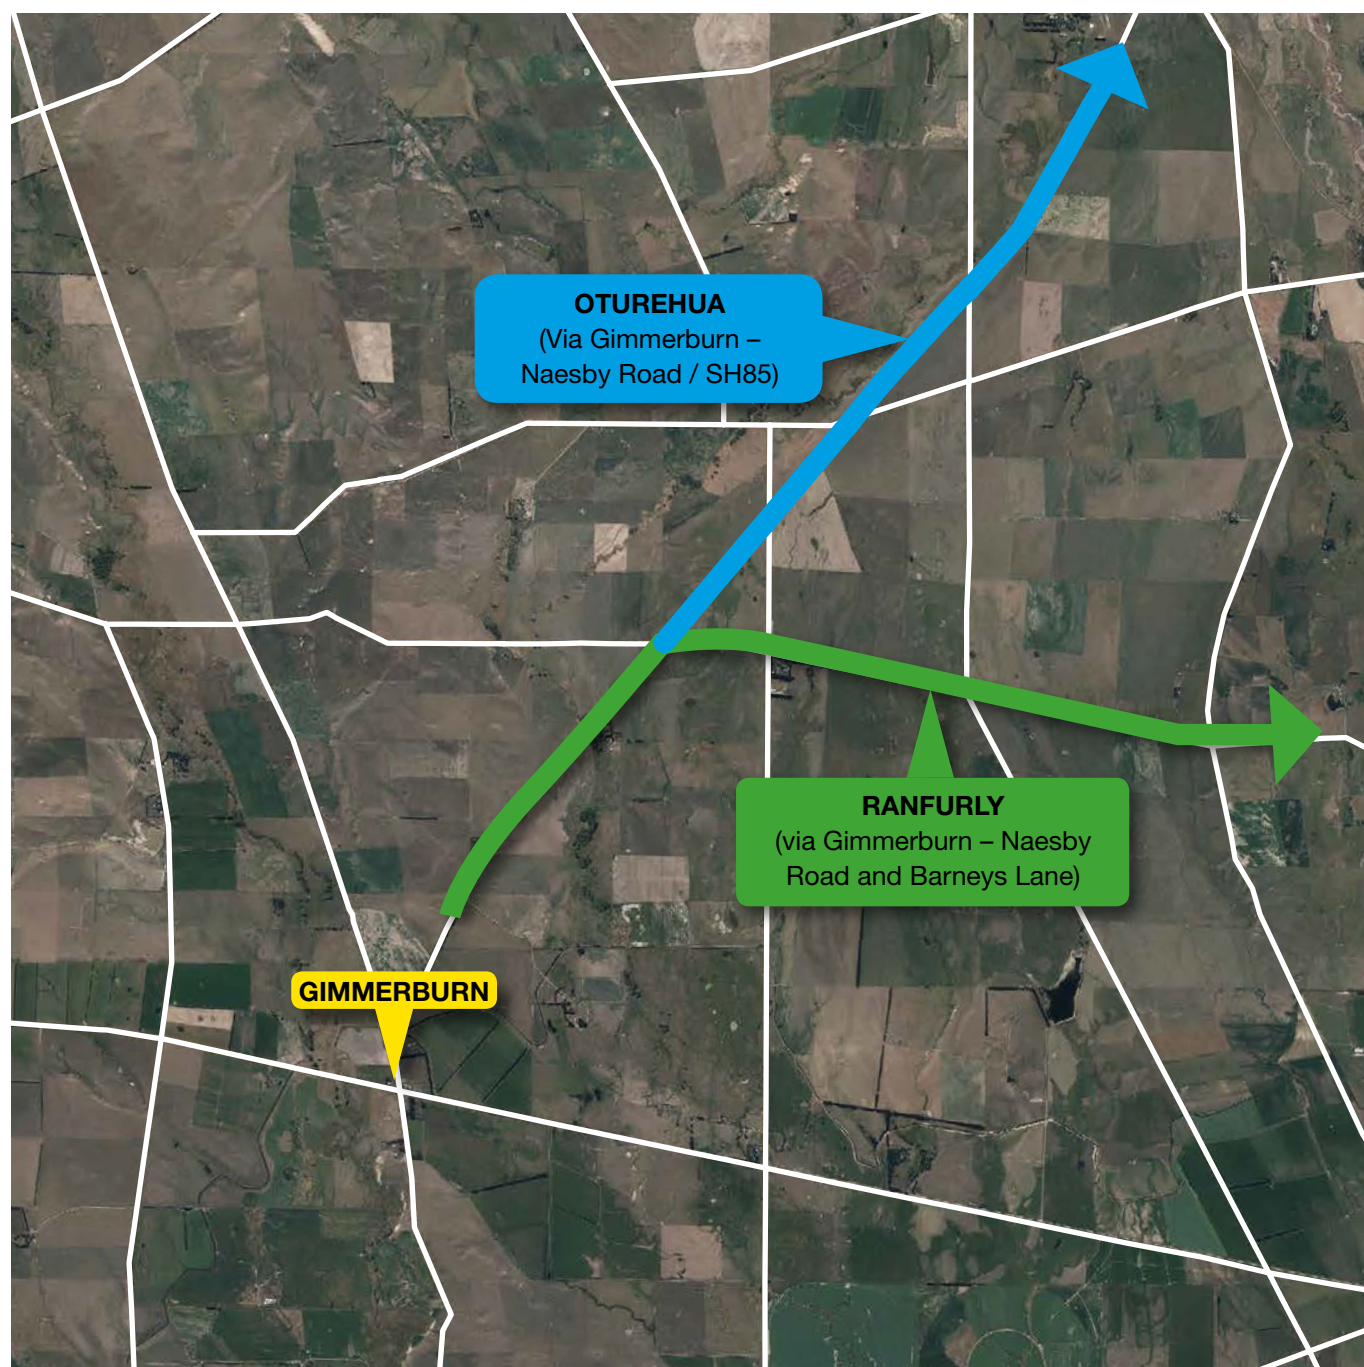 OTUREHUA
(Via Gimmerburn –
Naesby Road / SH85)
RANFURLY
(via Gimmerburn – Naesby
Road and Barneys Lane)
GIMMERBURN